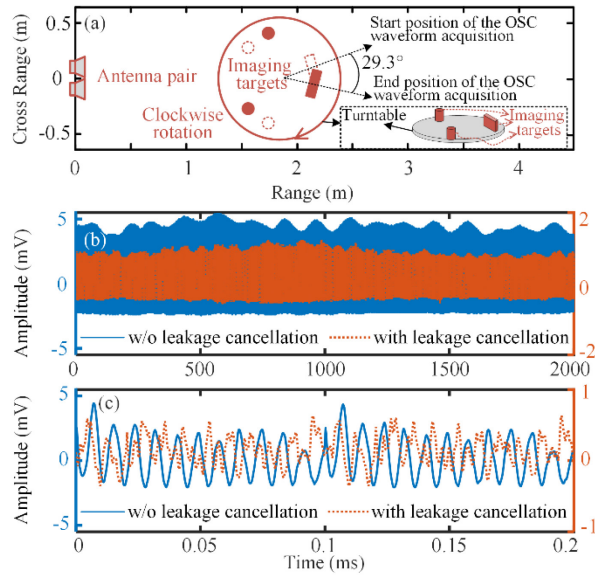 (a)
0.5
0
-0.5
Cross Range (m)
Antenna pair
Imaging
targets
Clockwise
rotation
Start position of the OSC
waveform acquisition
29.3°
End position of the OSC
waveform acquisition
Turntable
Imaging
targets
0 1 2 3 4
Range (m)
(b)
5
0
-5
Amplitude (mV)
2
0
-2
w/o leakage cancellation with leakage cancellation
0 500 1000 1500 2000
(c)
5
0
-5
Amplitude (mV)
1
0
-1
w/o leakage cancellation with leakage cancellation
0 0.05 0.1 0.15 0.2
Time (ms)